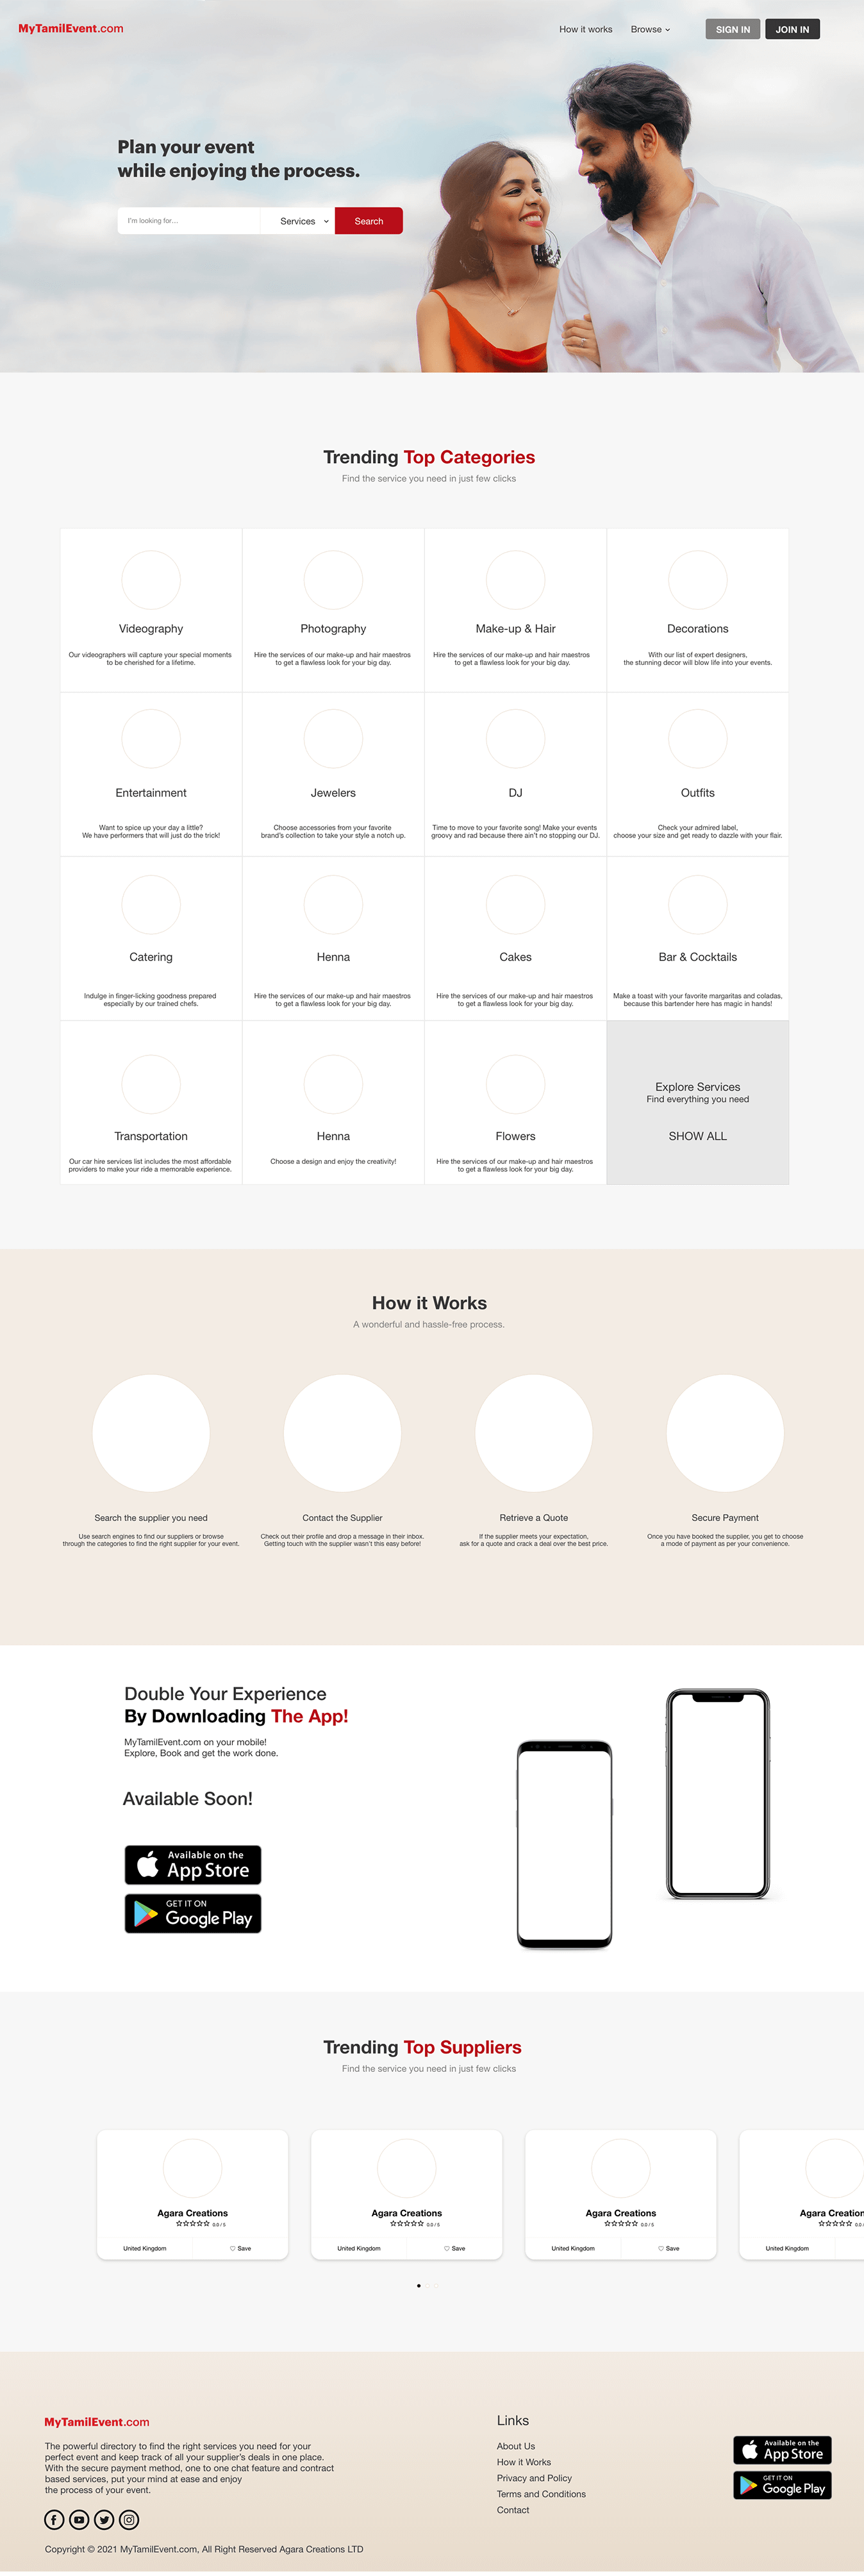 MyTamilEvent.com
How it works
Browse
SIGN IN
JOIN IN
Plan your event
while enjoying the process.
I'm looking for...
Services
Search
Trending Top Categories
Find the service you need in just few clicks
Videography
Our videographers will capture your special moments
to be cherished for a lifetime.
Photography
Hire the services of our make-up and hair maestros
to get a flawless look for your big day.
Make-up & Hair
Hire the services of our make-up and hair maestros
to get a flawless look for your big day.
Decorations
With our list of expert designers,
the stunning decor will blow life into your events.
Entertainment
Want to spice up your day a little?
We have performers that will just do the trick!
Jewelers
Choose accessories from your favorite
brand's collection to take your style a notch up.
DJ
Time to move to your favorite song! Make your events
groovy and rad because there ain't no stopping our DJ.
Outfits
Check your admired label,
choose your size and get ready to dazzle with your flair.
Catering
Indulge in finger-licking goodness prepared
especially by our trained chefs.
Henna
Hire the services of our make-up and hair maestros
to get a flawless look for your big day.
Cakes
Hire the services of our make-up and hair maestros
to get a flawless look for your big day.
Bar & Cocktails
Make a toast with your favorite margaritas and coladas,
because this bartender here has magic in hands!
Transportation
Our car hire services list includes the most affordable
providers to make your ride a memorable experience.
Henna
Choose a design and enjoy the creativity!
Flowers
Hire the services of our make-up and hair maestros
to get a flawless look for your big day.
Explore Services
Find everything you need
SHOW ALL
How it Works
A wonderful and hassle-free process.
Search the supplier you need
Use search engines to find our suppliers or browse
through the categories to find the right supplier for your event.
Contact the Supplier
Check out their profile and drop a message in their inbox.
Getting touch with the supplier wasn't this easy before!
Retrieve a Quote
If the supplier meets your expectation,
ask for a quote and crack a deal over the best price.
Secure Payment
Once you have booked the supplier, you get to choose
a mode of payment as per your convenience.
Double Your Experience
By Downloading The App!
MyTamilEvent.com on your mobile!
Explore, Book and get the work done.
Available Soon!
Available on the
App Store
GET IT ON
Google Play
Trending Top Suppliers
Find the service you need in just few clicks
Agara Creations
0.0 / 5
United Kingdom
Save
Agara Creations
0.0 / 5
United Kingdom
Save
Agara Creations
0.0 / 5
United Kingdom
Save
Agara Creation
0.0
United Kingdom
MyTamilEvent.com
The powerful directory to find the right services you need for your
perfect event and keep track of all your supplier's deals in one place.
With the secure payment method, one to one chat feature and contract
based services, put your mind at ease and enjoy
the process of your event.
Copyright © 2021 MyTamilEvent.com, All Right Reserved Agara Creations LTD
Links
About Us
How it Works
Privacy and Policy
Terms and Conditions
Contact
Available on the
App Store
GET IT ON
Google Play